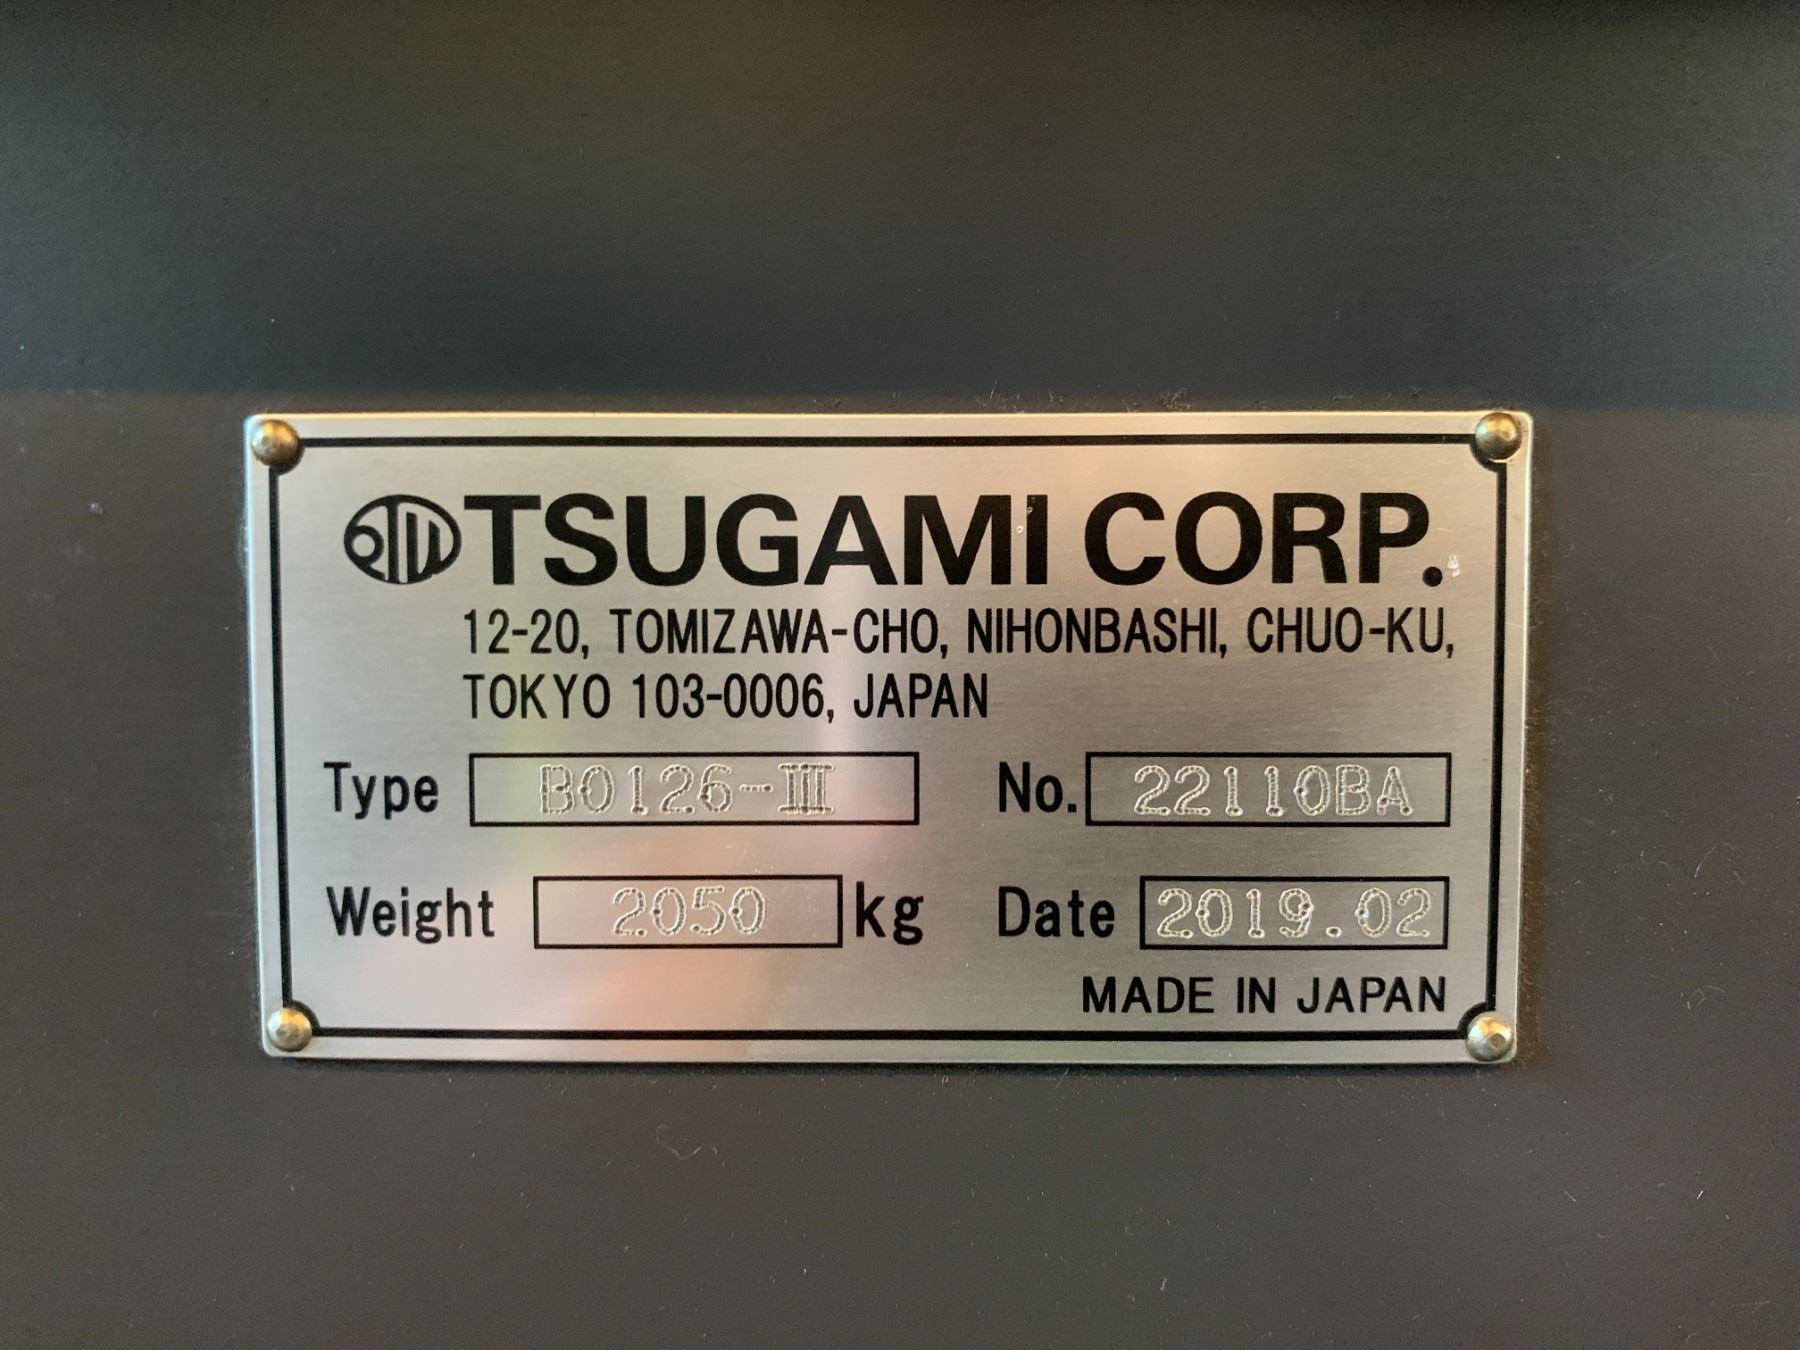 TSUGAMI CORP.
12-20, TOMIZAWA-CHO, NIHONBASHI, CHUO-KU,
TOKYO 103-0006, JAPAN
Type B0126-III No. 22110BA
Weight 2050 kg Date 2019.02
MADE IN JAPAN